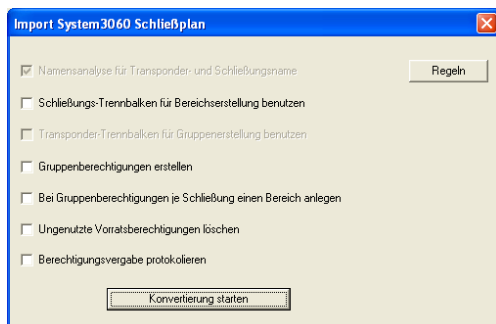 Import System3060 Schließplan
Namensanalyse für Transponder- und Schließungsname
Regeln
Schließungs-Trennbalken für Bereichserstellung benutzen
Transponder-Trennbalken für Gruppenerstellung benutzen
Gruppenberechtigungen erstellen
Bei Gruppenberechtigungen je Schließung einen Bereich anlegen
Ungenutzte Vorratsberechtigungen löschen
Berechtigungsvergabe protokolieren
Konvertierung starten